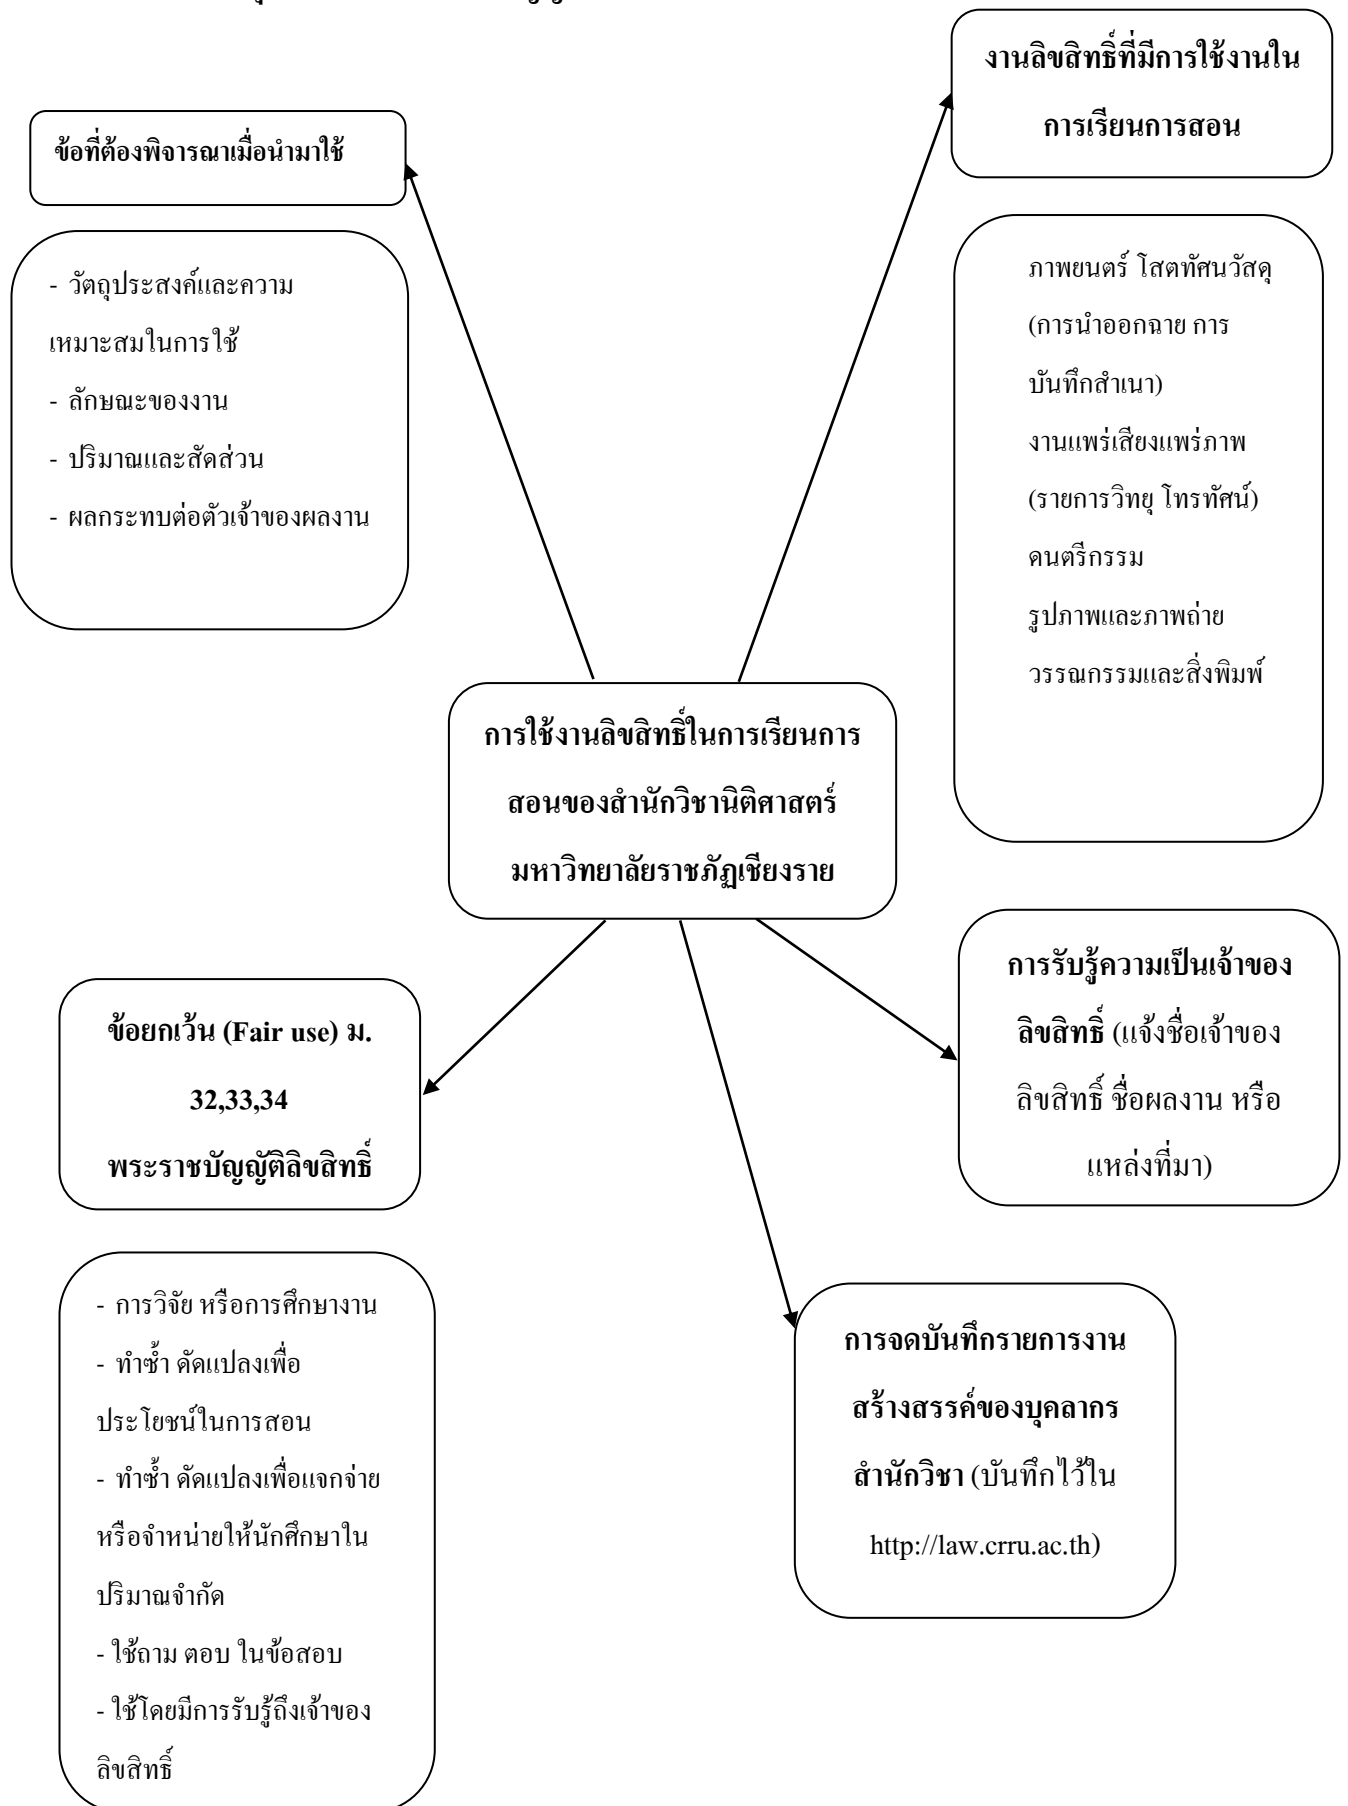 ข้อที่ต้องพิจารณาเมื่อนำมาใช้
- วัตถุประสงค์และความ
เหมาะสมในการใช้
- ลักษณะของงาน
- ปริมาณและสัดส่วน
- ผลกระทบต่อตัวเจ้าของผลงาน
งานลิขสิทธิ์ที่มีการใช้งานใน
การเรียนการสอน
ภาพยนตร์ โสตทัศนวัสดุ
(การนำออกฉาย การ
บันทึกสำเนา)
งานแพร่เสียงแพร่ภาพ
(รายการวิทยุ โทรทัศน์)
ดนตรีกรรม
รูปภาพและภาพถ่าย
วรรณกรรมและสิ่งพิมพ์
การใช้งานลิขสิทธิ์ในการเรียนการ
สอนของสำนักวิชานิติศาสตร์
มหาวิทยาลัยราชภัฏเชียงราย
การรับรู้ความเป็นเจ้าของ
ลิขสิทธิ์ (แจ้งชื่อเจ้าของ
ลิขสิทธิ์ ชื่อผลงาน หรือ
แหล่งที่มา)
ข้อยกเว้น (Fair use) ม.
32,33,34
พระราชบัญญัติลิขสิทธิ์
- การวิจัย หรือการศึกษางาน
- ทำซ้ำ ดัดแปลงเพื่อ
ประโยชน์ในการสอน
- ทำซ้ำ ดัดแปลงเพื่อแจกจ่าย
หรือจำหน่ายให้นักศึกษาใน
ปริมาณจำกัด
- ใช้ถาม ตอบ ในข้อสอบ
- ใช้โดยมีการรับรู้ถึงเจ้าของ
ลิขสิทธิ์
การจดบันทึกรายการงาน
สร้างสรรค์ของบุคลากร
สำนักวิชา (บันทึกไว้ใน
http://law.crru.ac.th)